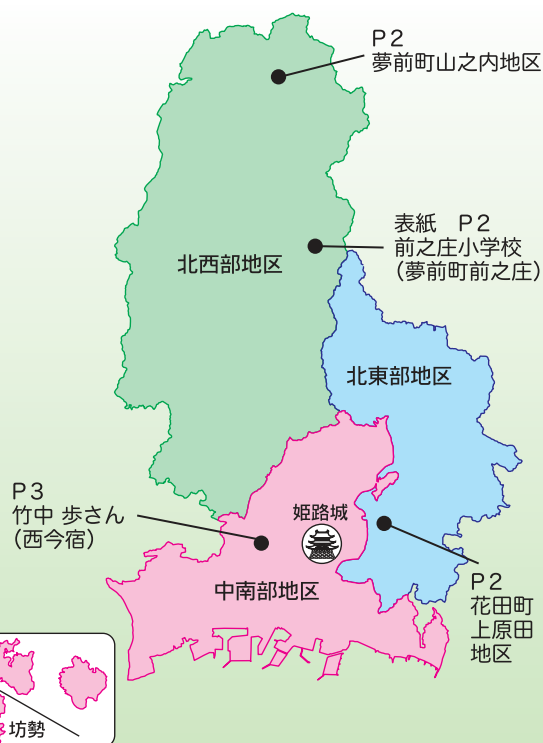 P2
夢前町山之内地区
表紙　P2
前之庄小学校
（夢前町前之庄）
北西部地区
北東部地区
P3
竹中 歩さん
（西今宿）
姫路城
中南部地区
P2
花田町
上原田
地区
坊勢